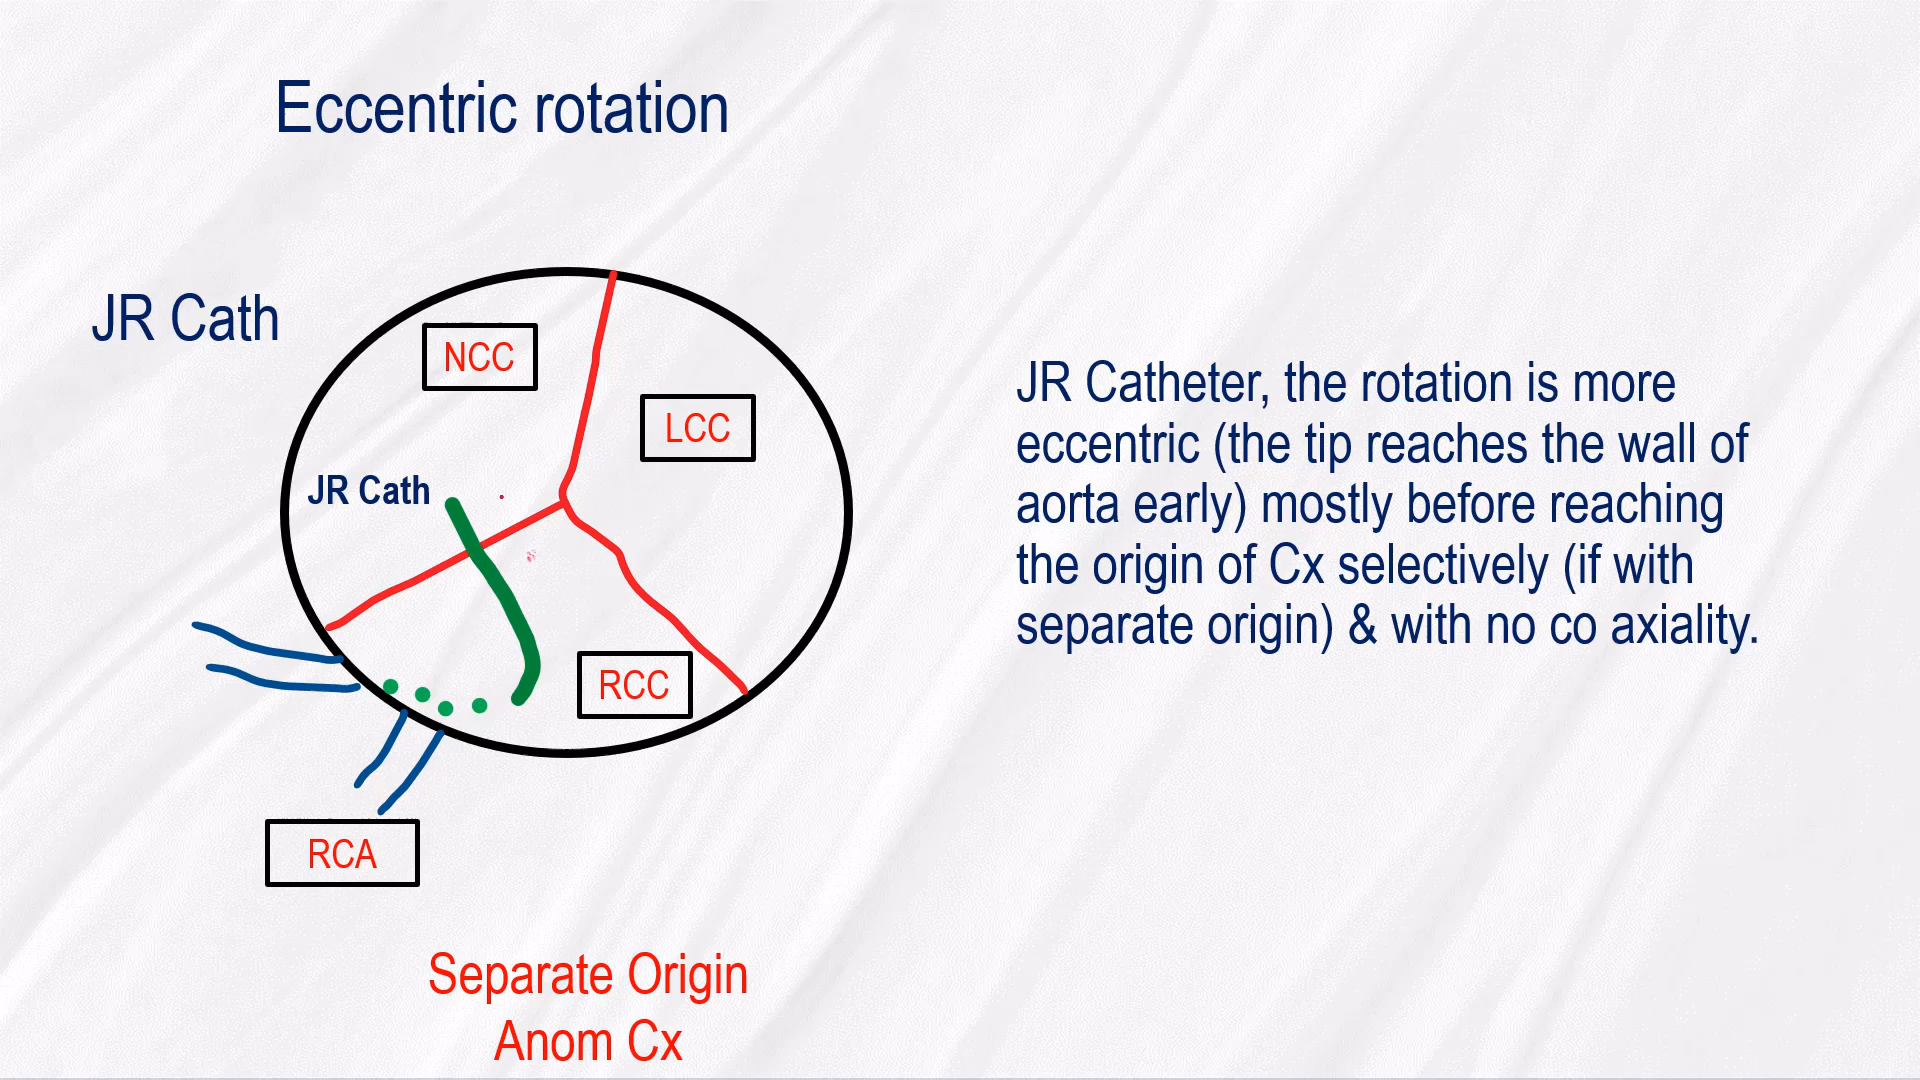 Eccentric rotation
JR Cath
NCC
LCC
JR Cath
RCC
RCA
Separate Origin
Anom Cx
JR Catheter, the rotation is more
eccentric (the tip reaches the wall of
aorta early) mostly before reaching
the origin of Cx selectively (if with
separate origin) & with no co axiality.